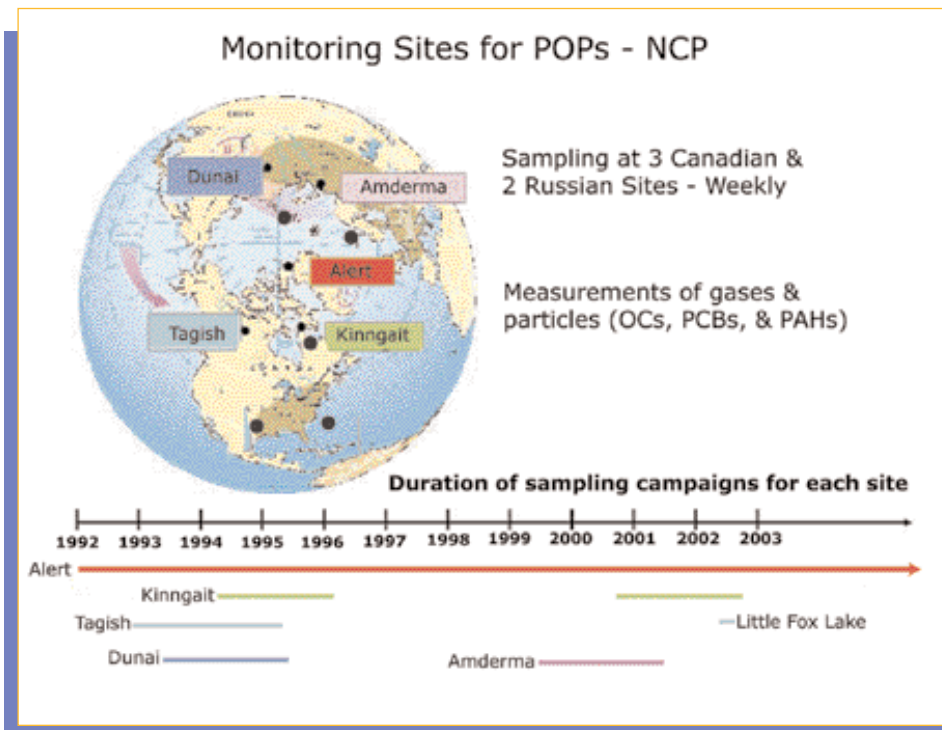 Monitoring Sites for POPs - NCP
Sampling at 3 Canadian &
2 Russian Sites - Weekly
Dunai
Amderma
Alert
Measurements of gases &
particles (OCs, PCBs, & PAHs)
Tagish
Kinngait
Duration of sampling campaigns for each site
1992 1993 1994 1995 1996 1997 1998 1999 2000 2001 2002 2003
Alert
Kinngait
Tagish
Little Fox Lake
Dunai
Amderma